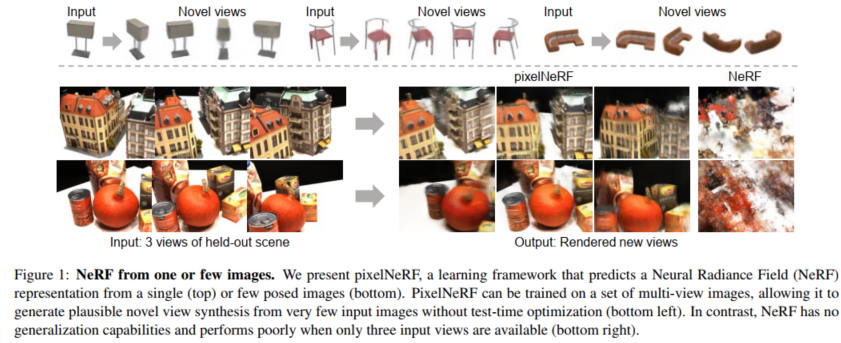 Input Novel views Input Novel views Input Novel views
pixelNeRF NeRF
Input: 3 views of held-out scene Output: Rendered new views
Figure 1: NeRF from one or few images. We present pixelNeRF, a learning framework that predicts a Neural Radiance Field (NeRF)
representation from a single (top) or few posed images (bottom). PixelNeRF can be trained on a set of multi-view images, allowing it to
generate plausible novel view synthesis from very few input images without test-time optimization (bottom left). In contrast, NeRF has no
generalization capabilities and performs poorly when only three input views are available (bottom right).